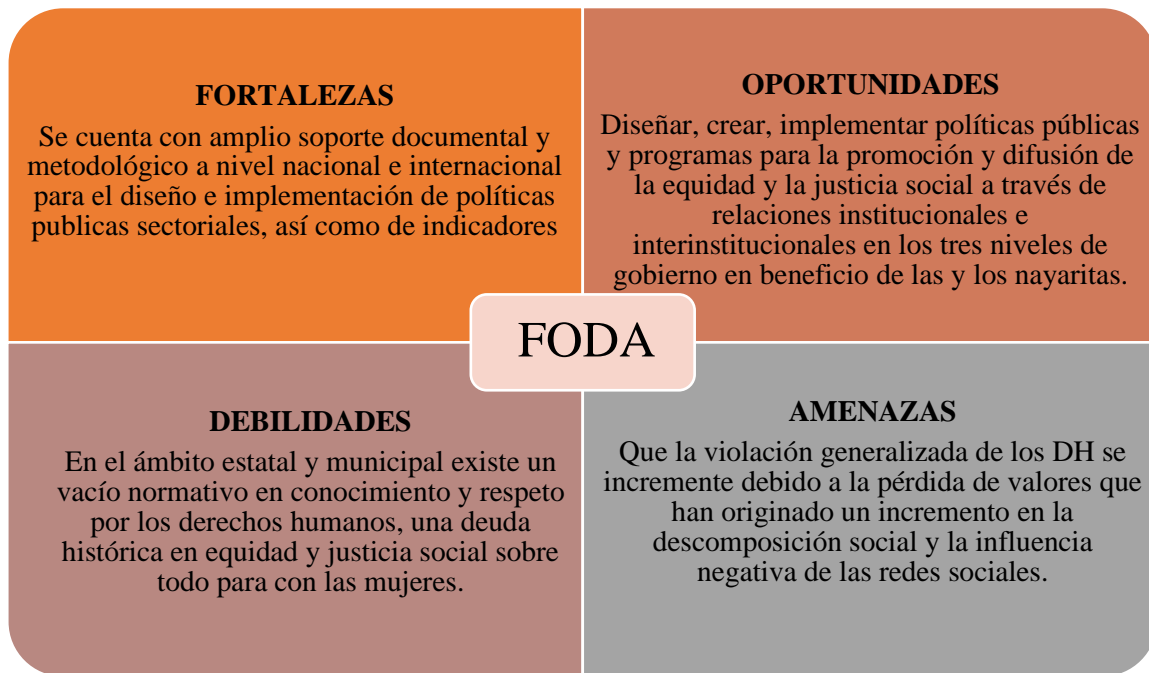 FORTALEZAS
Se cuenta con amplio soporte documental y
metodológico a nivel nacional e internacional
para el diseño e implementación de políticas
publicas sectoriales, así como de indicadores
OPORTUNIDADES
Diseñar, crear, implementar políticas públicas
y programas para la promoción y difusión de
la equidad y la justicia social a través de
relaciones institucionales e
interinstitucionales en los tres niveles de
gobierno en beneficio de las y los nayaritas.
FODA
DEBILIDADES
En el ámbito estatal y municipal existe un
vacío normativo en conocimiento y respeto
por los derechos humanos, una deuda
histórica en equidad y justicia social sobre
todo para con las mujeres.
AMENAZAS
Que la violación generalizada de los DH se
incremente debido a la pérdida de valores que
han originado un incremento en la
descomposición social y la influencia
negativa de las redes sociales.